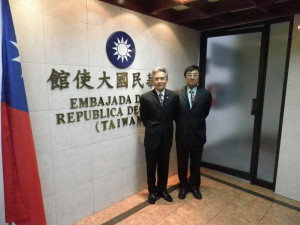 華民國大使館
EMBAJADA
REPUBLICA DE
(TAIWAN